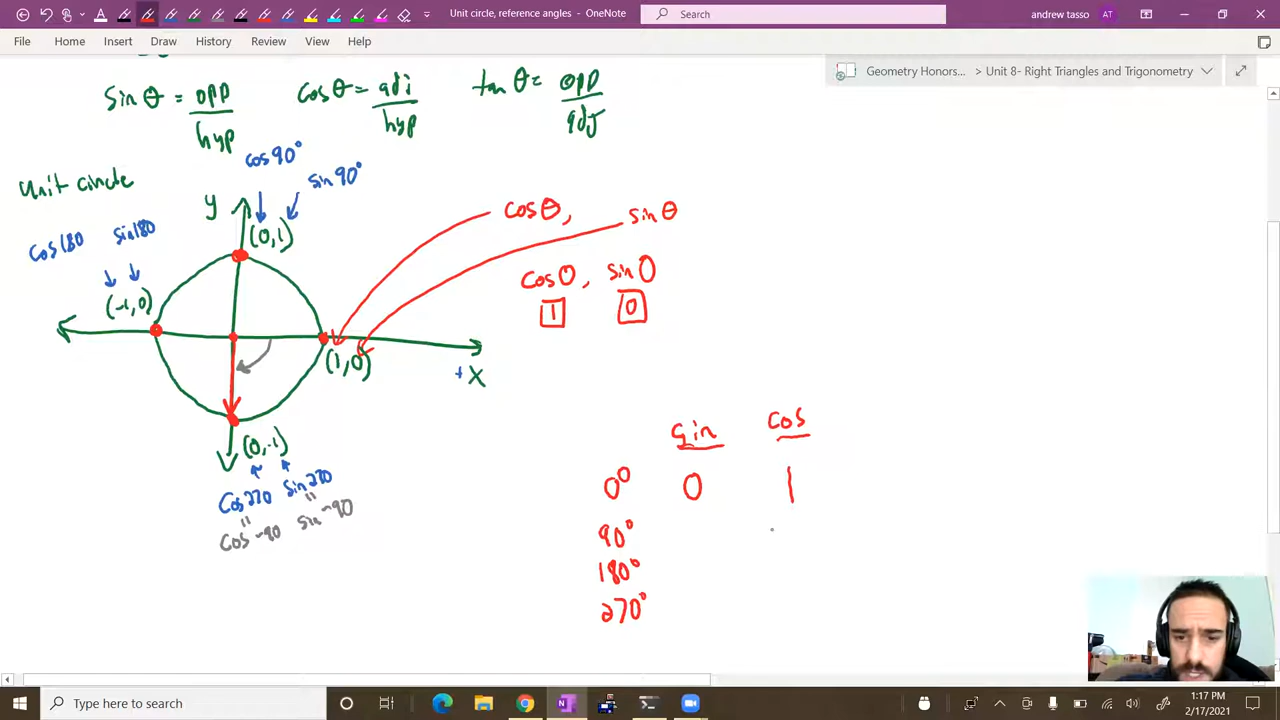 Unit circle, reference angles - OneNote
Search
andrew tasso
AT
File Home Insert Draw History Review View Help
Geometry Honors... > Unit 8- Right Triangles and Trigonometry
sin θ = opp/hyp cos θ = adj/hyp tan θ = opp/adj
unit circle
cos 90° sin 90°
y
(0,1)
cos 180 sin 180
(-1,0)
cos θ, sin θ
cos 0, sin 0
1 0
(1,0)
+ x
(0,-1)
cos 270 sin 270
" "
cos -90 sin -90
sin cos
0° 0 1
90°
180°
270°
Type here to search
1:17 PM
2/17/2021